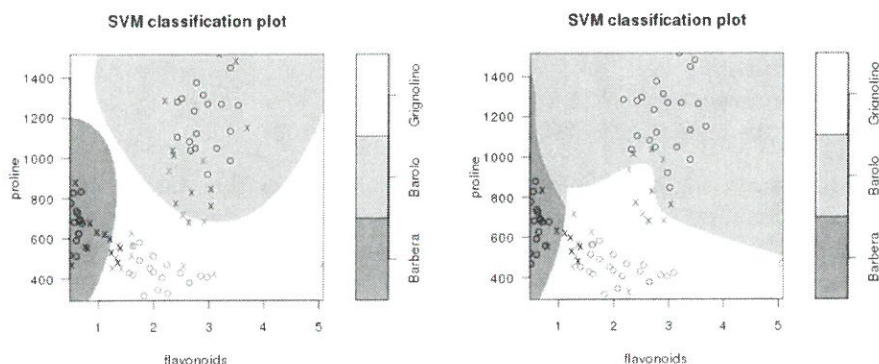 SVM classification plot
1400
1200
1000
800
600
400
proline
1
2
3
4
5
flavonoids
Grignolino
Barolo
Barbera
SVM classification plot
1400
1200
1000
800
600
400
proline
1
2
3
4
5
flavonoids
Grignolino
Barolo
Barbera